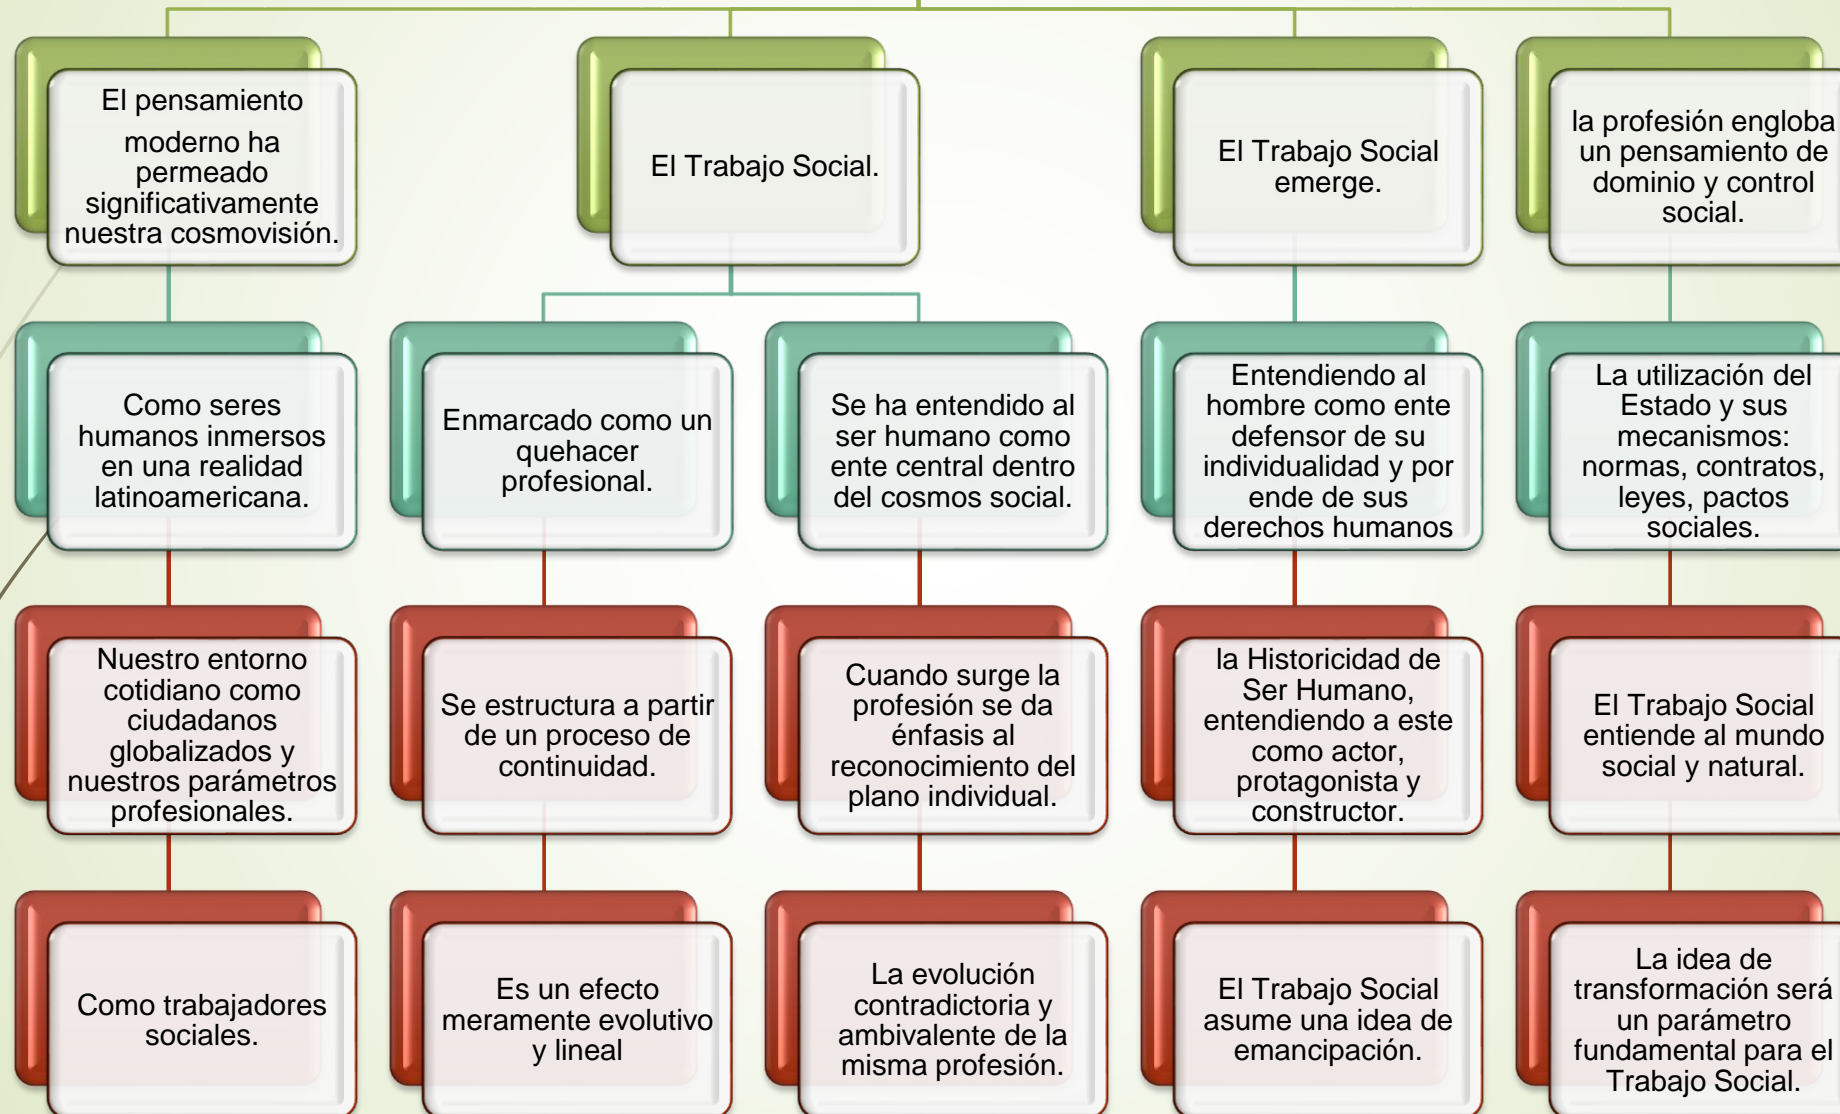 El pensamiento
moderno ha
permeado
significativamente
nuestra cosmovisión.
El Trabajo Social.
El Trabajo Social
emerge.
la profesión engloba
un pensamiento de
dominio y control
social.
Como seres
humanos inmersos
en una realidad
latinoamericana.
Enmarcado como un
quehacer
profesional.
Se ha entendido al
ser humano como
ente central dentro
del cosmos social.
Entendiendo al
hombre como ente
defensor de su
individualidad y por
ende de sus
derechos humanos
La utilización del
Estado y sus
mecanismos:
normas, contratos,
leyes, pactos
sociales.
Nuestro entorno
cotidiano como
ciudadanos
globalizados y
nuestros parámetros
profesionales.
Se estructura a partir
de un proceso de
continuidad.
Cuando surge la
profesión se da
énfasis al
reconocimiento del
plano individual.
la Historicidad de
Ser Humano,
entendiendo a este
como actor,
protagonista y
constructor.
El Trabajo Social
entiende al mundo
social y natural.
Como trabajadores
sociales.
Es un efecto
meramente evolutivo
y lineal
La evolución
contradictoria y
ambivalente de la
misma profesión.
El Trabajo Social
asume una idea de
emancipación.
La idea de
transformación será
un parámetro
fundamental para el
Trabajo Social.